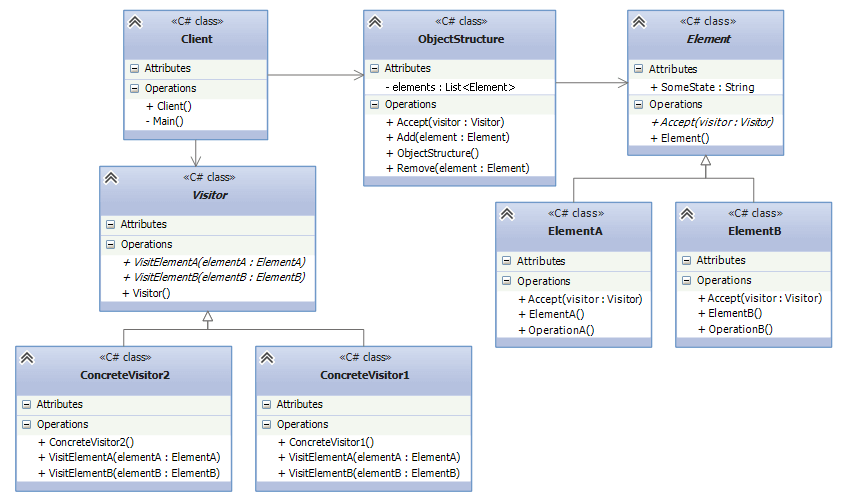 «C# class»
Client
Attributes
Operations
+ Client()
- Main()
«C# class»
ObjectStructure
Attributes
- elements : List<Element>
Operations
+ Accept(visitor : Visitor)
+ Add(element : Element)
+ ObjectStructure()
+ Remove(element : Element)
«C# class»
Element
Attributes
+ SomeState : String
Operations
+ Accept(visitor : Visitor)
+ Element()
«C# class»
Visitor
Attributes
Operations
+ VisitElementA(elementA : ElementA)
+ VisitElementB(elementB : ElementB)
+ Visitor()
«C# class»
ElementA
Attributes
Operations
+ Accept(visitor : Visitor)
+ ElementA()
+ OperationA()
«C# class»
ElementB
Attributes
Operations
+ Accept(visitor : Visitor)
+ ElementB()
+ OperationB()
«C# class»
ConcreteVisitor2
Attributes
Operations
+ ConcreteVisitor2()
+ VisitElementA(elementA : ElementA)
+ VisitElementB(elementB : ElementB)
«C# class»
ConcreteVisitor1
Attributes
Operations
+ ConcreteVisitor1()
+ VisitElementA(elementA : ElementA)
+ VisitElementB(elementB : ElementB)